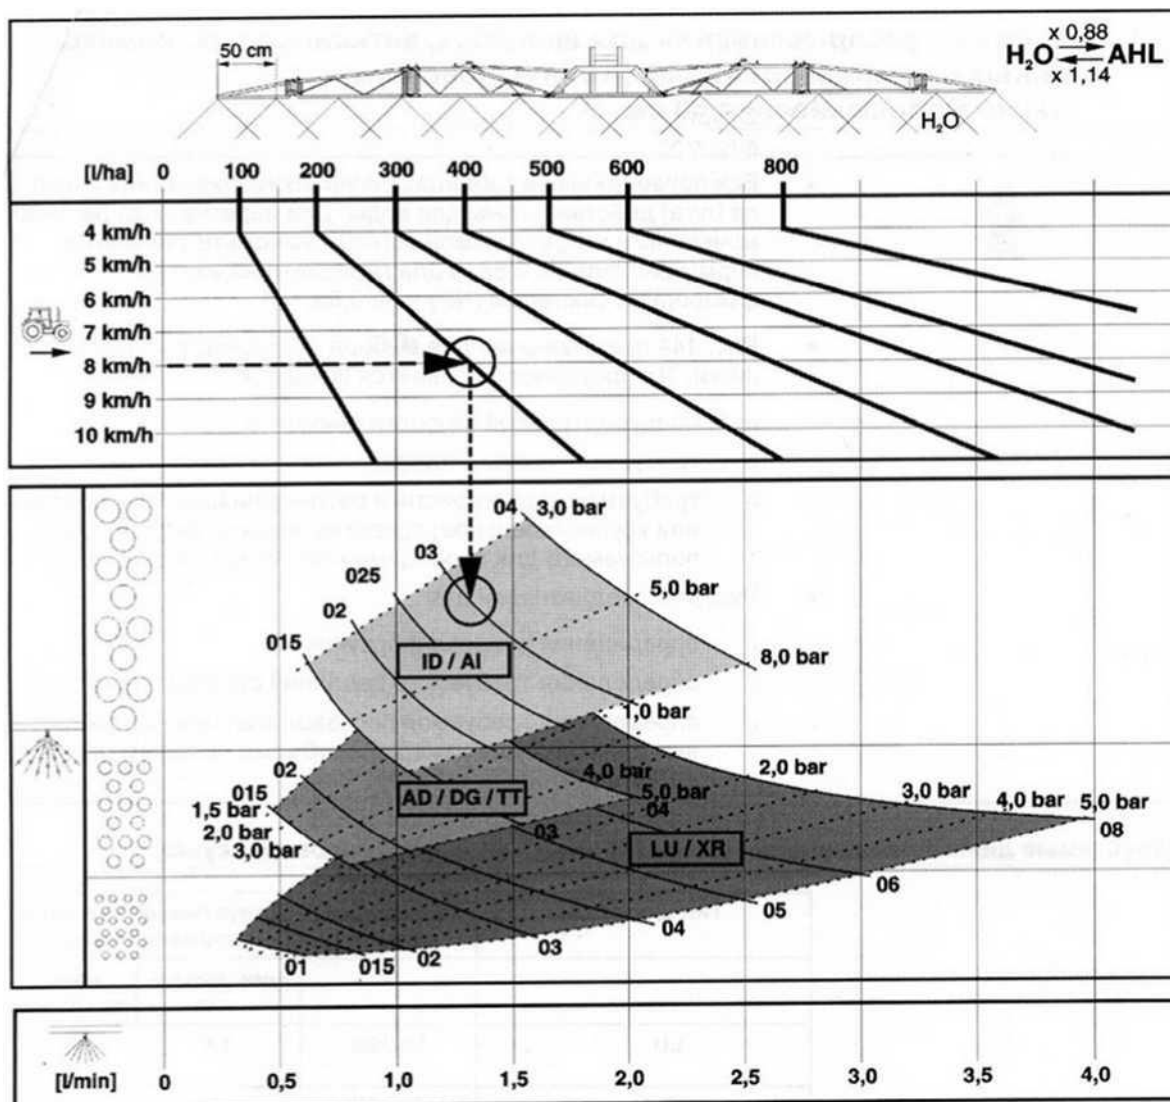 50 cm
H₂O x 0,88 AHL
x 1,14
H₂O
[l/ha] 0 100 200 300 400 500 600 800
4 km/h
5 km/h
6 km/h
7 km/h
8 km/h
9 km/h
10 km/h
04 3,0 bar
03
025
02
015
5,0 bar
ID / AI
8,0 bar
1,0 bar
02
015
1,5 bar
2,0 bar
3,0 bar
AD / DG / TT
4,0 bar
5,0 bar
04
03
LU / XR
2,0 bar
3,0 bar
4,0 bar
5,0 bar
08
06
05
04
03
02
015
01
[l/min] 0 0,5 1,0 1,5 2,0 2,5 3,0 3,5 4,0